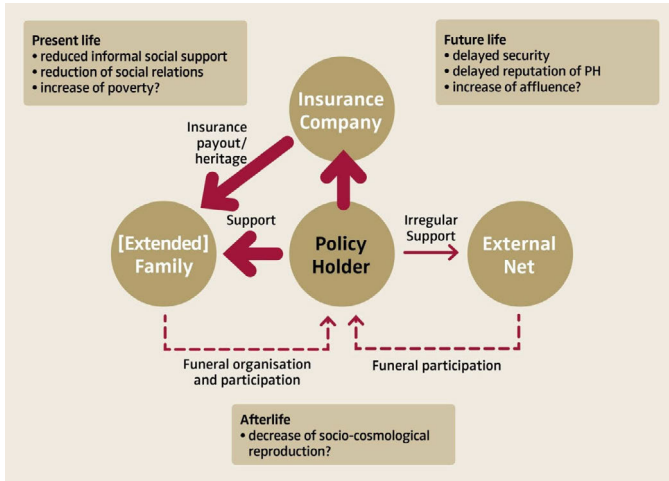 Present life
• reduced informal social support
• reduction of social relations
• increase of poverty?
Future life
• delayed security
• delayed reputation of PH
• increase of affluence?
Insurance
Company
Insurance
payout/
heritage
[Extended]
Family
Support
Policy
Holder
Irregular
Support
External
Net
Funeral organisation
and participation
Funeral participation
Afterlife
• decrease of socio-cosmological
reproduction?